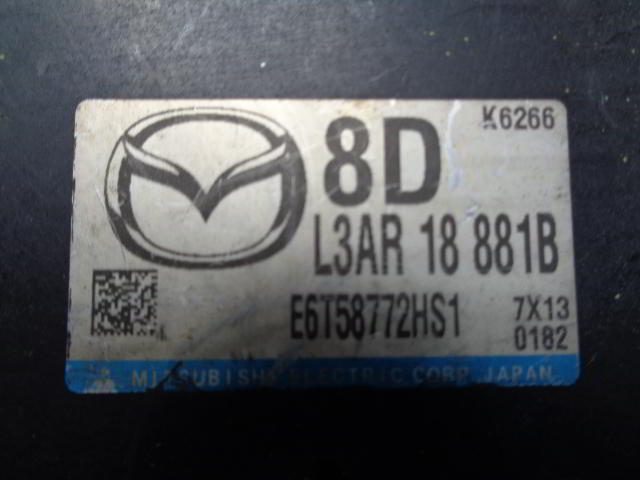 K6266
8D
L3AR 18 881B
E6T58772HS1
7X13
0182
MITSUBISHI ELECTRIC CORP. JAPAN